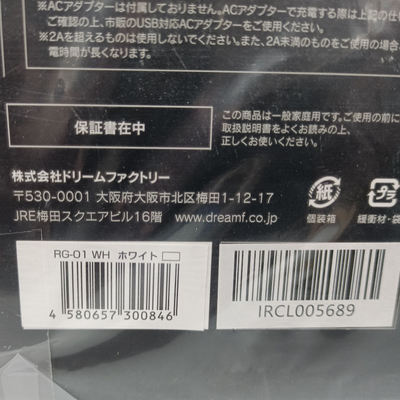 ※ACアダプターは付属しておりません。ACアダプターで充電する際は上記の仕
ご確認の上、市販のUSB対応ACアダプターをご使用ください。
※2Aを超えるものは使用しないでください。また、2A未満のものをご使用の場合、
電時間が長くなります。
保証書在中
この商品は一般家庭用です。ご使用の前に
取扱説明書をよくお読みの上、
正しくお使いください。
株式会社ドリームファクトリー
〒530-0001 大阪府大阪市北区梅田1-12-17
JRE梅田スクエアビル16階 www.dreamf.co.jp
紙
個装箱
プラ
緩衝材・袋
RG-01 WH ホワイト
4 580657 300846
IRCL005689